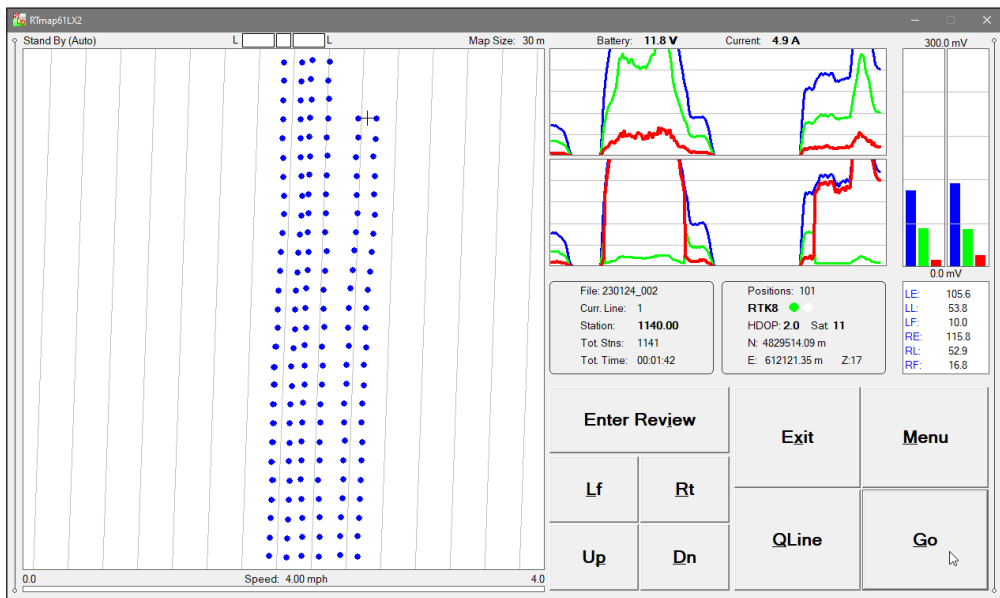 RTmap61LX2
Stand By (Auto)
L L
Map Size: 30 m
Battery: 11.8 V
Current: 4.9 A
300.0 mV
0.0 mV
File: 230124_002
Curr. Line: 1
Station: 1140.00
Tot. Stns: 1141
Tot. Time: 00:01:42
Positions: 101
RTK8
HDOP: 2.0 Sat: 11
N: 4829514.09 m
E: 612121.35 m Z:17
LE: 105.6
LL: 53.8
LF: 10.0
RE: 115.8
RL: 52.9
RF: 16.8
Enter Review
Exit
Menu
Lf
Rt
QLine
Go
Up
Dn
0.0
Speed: 4.00 mph
4.0